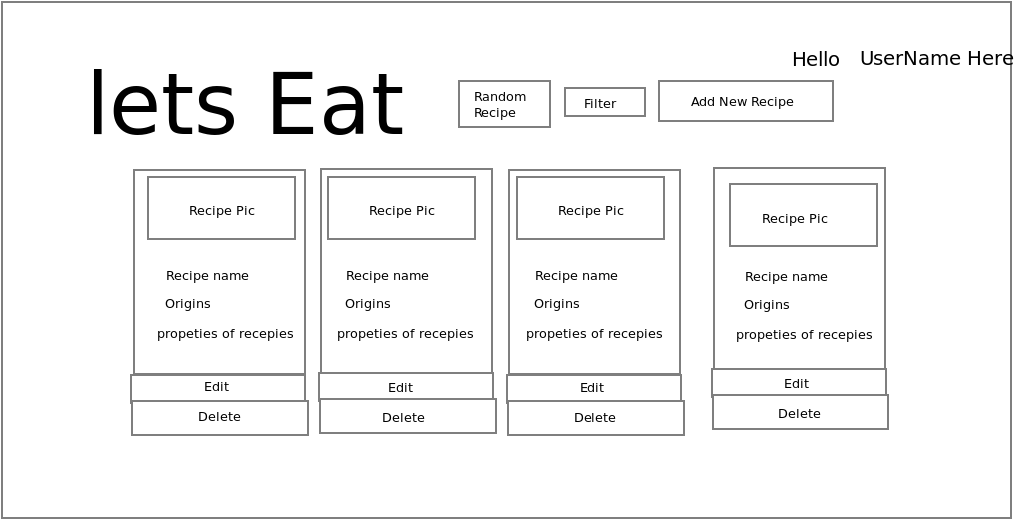 Hello UserName Here
lets Eat
Random
Recipe
Filter
Add New Recipe
Recipe Pic
Recipe name
Origins
propeties of recepies
Edit
Delete
Recipe Pic
Recipe name
Origins
propeties of recepies
Edit
Delete
Recipe Pic
Recipe name
Origins
propeties of recepies
Edit
Delete
Recipe Pic
Recipe name
Origins
propeties of recepies
Edit
Delete